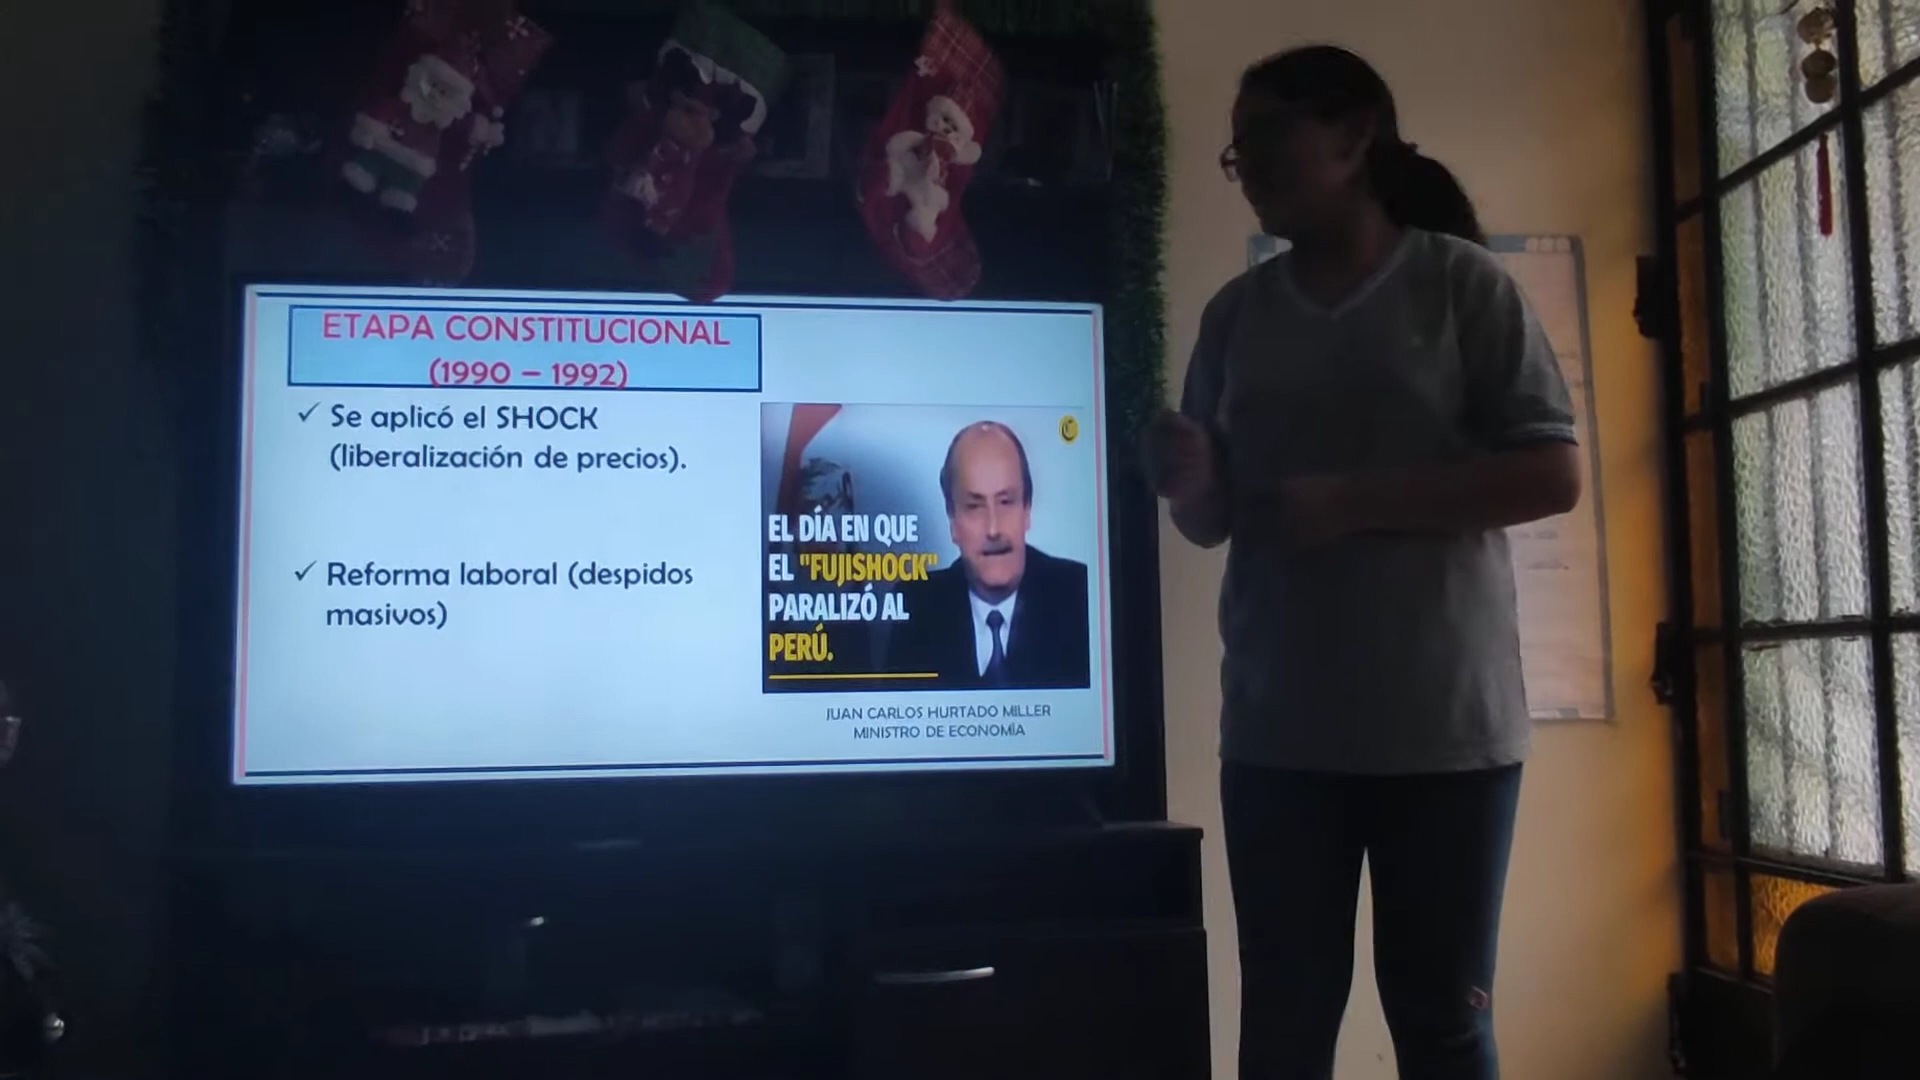 ETAPA CONSTITUCIONAL
(1990 – 1992)
✓ Se aplicó el SHOCK
(liberalización de precios).
✓ Reforma laboral (despidos
masivos)
EL DÍA EN QUE
EL "FUJISHOCK"
PARALIZÓ AL
PERÚ.
JUAN CARLOS HURTADO MILLER
MINISTRO DE ECONOMÍA